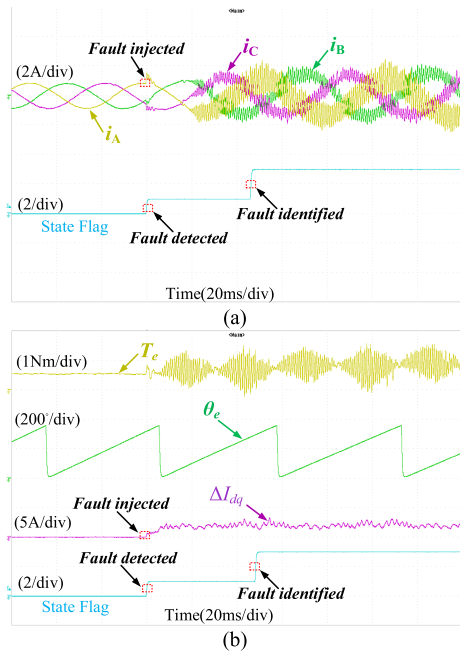 Fault injected
iC
iB
(2A/div)
iA
(2/div)
State Flag
Fault detected
Fault identified
Time(20ms/div)
(a)
(1Nm/div)
Te
(200°/div)
θe
Fault injected
ΔIdq
(5A/div)
Fault detected
(2/div)
State Flag
Fault identified
Time(20ms/div)
(b)